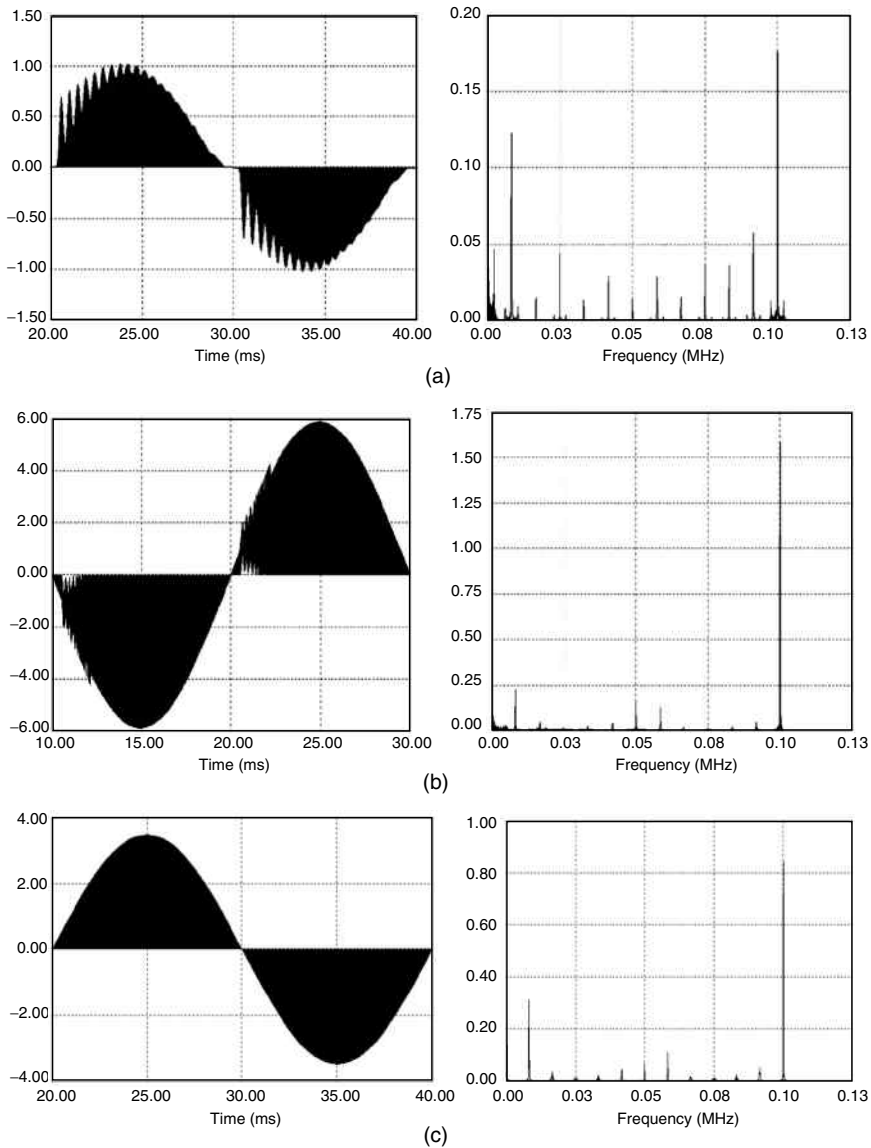 1.50
1.00
0.50
0.00
−0.50
−1.00
−1.50
20.00 25.00 30.00 35.00 40.00
Time (ms)
0.20
0.15
0.10
0.05
0.00
0.00 0.03 0.05 0.08 0.10 0.13
Frequency (MHz)
(a)
6.00
4.00
2.00
0.00
−2.00
−4.00
−6.00
10.00 15.00 20.00 25.00 30.00
Time (ms)
1.75
1.50
1.25
1.00
0.75
0.50
0.25
0.00
0.00 0.03 0.05 0.08 0.10 0.13
Frequency (MHz)
(b)
4.00
2.00
0.00
−2.00
−4.00
20.00 25.00 30.00 35.00 40.00
Time (ms)
1.00
0.80
0.60
0.40
0.20
0.00
0.00 0.03 0.05 0.08 0.10 0.13
Frequency (MHz)
(c)